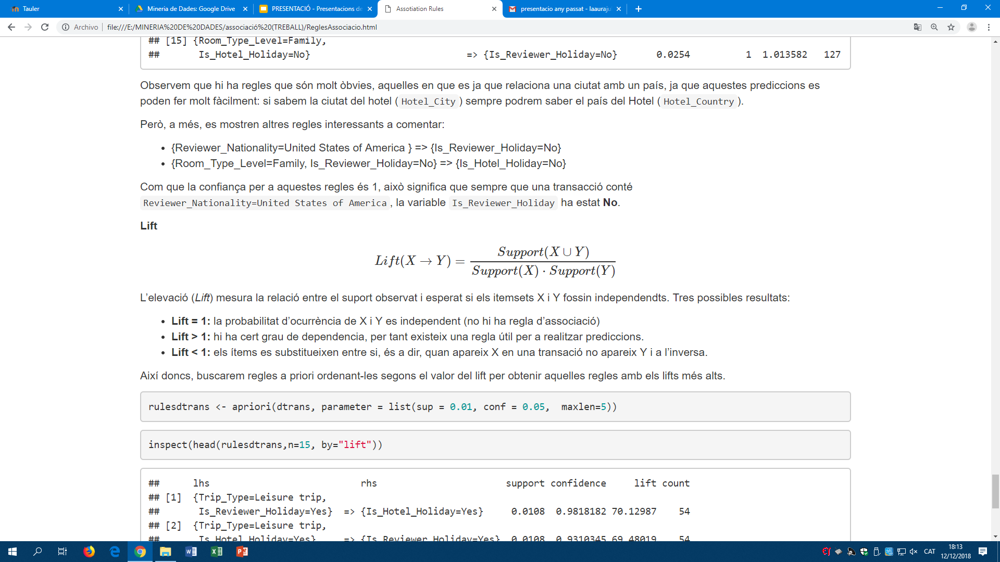 Tauler
Mineria de Dades: Google Drive
PRESENTACIÓ - Presentacions de
Assotiation Rules
presentacio any passat - laauraju
Archivo
file:///E:/MINERIA%20DE%20DADES/associació%20(TREBALL)/ReglesAssociacio.html
## [15] {Room_Type_Level=Family,
## Is_Hotel_Holiday=No} => {Is_Reviewer_Holiday=No} 0.0254 1 1.013582 127
Observem que hi ha regles que són molt òbvies, aquelles en que es ja que relaciona una ciutat amb un país, ja que aquestes prediccions es
poden fer molt fàcilment: si sabem la ciutat del hotel ( Hotel_City ) sempre podrem saber el país del Hotel ( Hotel_Country ).
Però, a més, es mostren altres regles interessants a comentar:
• {Reviewer_Nationality=United States of America } => {Is_Reviewer_Holiday=No}
• {Room_Type_Level=Family, Is_Reviewer_Holiday=No} => {Is_Hotel_Holiday=No}
Com que la confiança per a aquestes regles és 1, això significa que sempre que una transacció conté
Reviewer_Nationality=United States of America , la variable Is_Reviewer_Holiday ha estat No.
Lift
Lift(X → Y) = Support(X ∪ Y)
Support(X) · Support(Y)
L'elevació (Lift) mesura la relació entre el suport observat i esperat si els itemsets X i Y fossin independendts. Tres possibles resultats:
• Lift = 1: la probabilitat d'ocurrència de X i Y es independent (no hi ha regla d'associació)
• Lift > 1: hi ha cert grau de dependencia, per tant existeix una regla útil per a realitzar prediccions.
• Lift < 1: els ítems es substitueixen entre si, és a dir, quan apareix X en una transació no apareix Y i a l'inversa.
Així doncs, buscarem regles a priori ordenant-les segons el valor del lift per obtenir aquelles regles amb els lifts més alts.
rulesdtrans <- apriori(dtrans, parameter = list(sup = 0.01, conf = 0.05,  maxlen=5))
inspect(head(rulesdtrans,n=15, by="lift"))
## lhs rhs support confidence lift count
## [1] {Trip_Type=Leisure trip,
## Is_Reviewer_Holiday=Yes} => {Is_Hotel_Holiday=Yes} 0.0108 0.9818182 70.12987 54
## [2] {Trip_Type=Leisure trip,
## Is_Hotel_Holiday=Yes} => {Is_Reviewer_Holiday=Yes} 0.0108 0.9310345 69.48019 54
CAT
18:13
12/12/2018